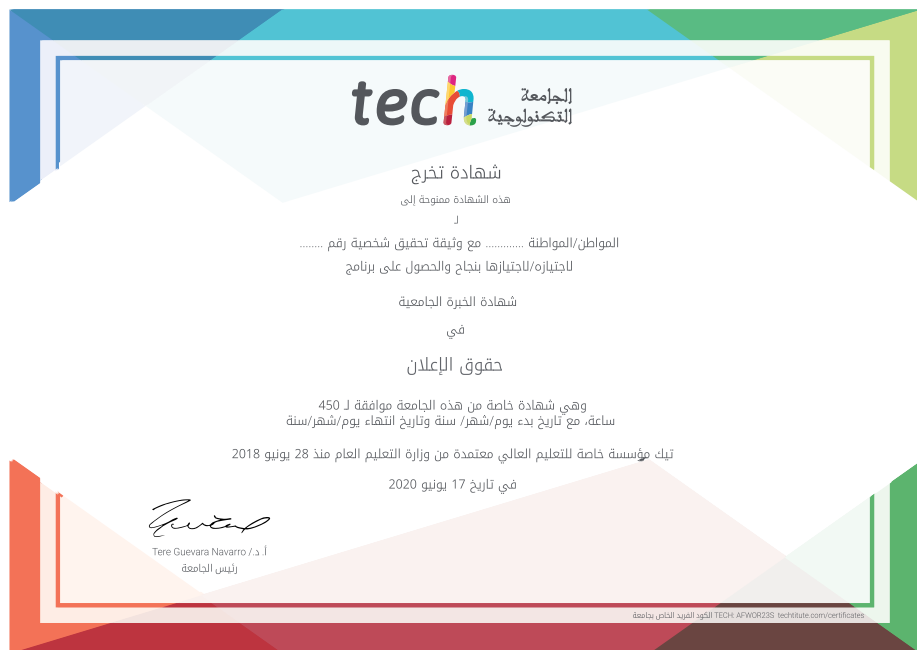 tech الجامعة
التكنولوجية
شهادة تخرج
هذه الشهادة ممنوحة إلى
لـ
المواطن/المواطنة ............. مع وثيقة تحقيق شخصية رقم ........
لاجتيازه/لاجتيازها بنجاح والحصول على برنامج
شهادة الخبرة الجامعية
في
حقوق الإعلان
وهي شهادة خاصة من هذه الجامعة موافقة لـ 450
ساعة، مع تاريخ بدء يوم/شهر/ سنة وتاريخ انتهاء يوم/شهر/سنة
تيك مؤسسة خاصة للتعليم العالي معتمدة من وزارة التعليم العام منذ 28 يونيو 2018
في تاريخ 17 يونيو 2020
أ. د./ Tere Guevara Navarro
رئيس الجامعة
الكود الفريد الخاص بجامعة TECH: AFWOR23S techtitute.com/certificates